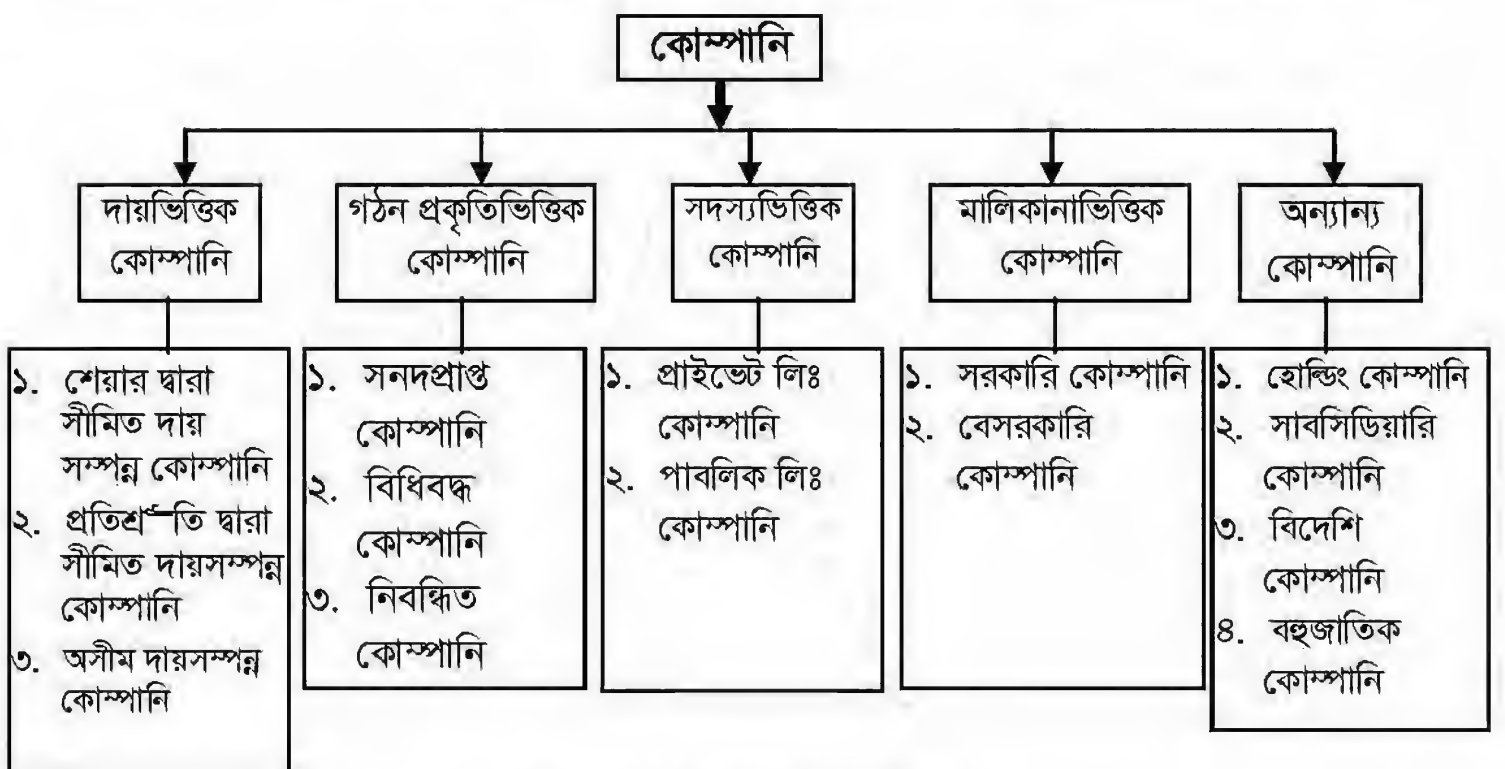 কোম্পানি
দায়ভিত্তিক
কোম্পানি
গঠন প্রকৃতিভিত্তিক
কোম্পানি
সদস্যভিত্তিক
কোম্পানি
মালিকানাভিত্তিক
কোম্পানি
অন্যান্য
কোম্পানি
১. শেয়ার দ্বারা
সীমিত দায়
সম্পন্ন কোম্পানি
২. প্রতিশ্রুতি দ্বারা
সীমিত দায়সম্পন্ন
কোম্পানি
৩. অসীম দায়সম্পন্ন
কোম্পানি
১. সনদপ্রাপ্ত
কোম্পানি
২. বিধিবদ্ধ
কোম্পানি
৩. নিবন্ধিত
কোম্পানি
১. প্রাইভেট লিঃ
কোম্পানি
২. পাবলিক লিঃ
কোম্পানি
১. সরকারি কোম্পানি
২. বেসরকারি
কোম্পানি
১. হোল্ডিং কোম্পানি
২. সাবসিডিয়ারি
কোম্পানি
৩. বিদেশি
কোম্পানি
৪. বহুজাতিক
কোম্পানি